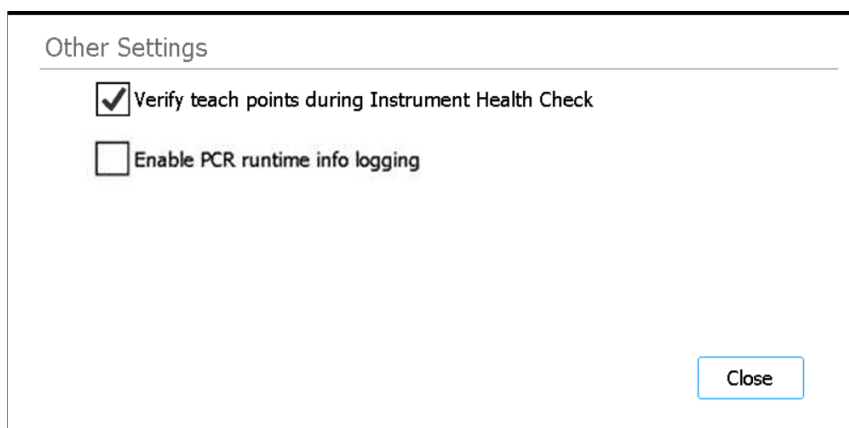 Other Settings
Verify teach points during Instrument Health Check
Enable PCR runtime info logging
Close